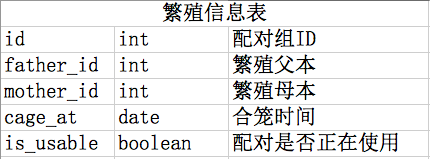 繁殖信息表
id int 配对组ID
father_id int 繁殖父本
mother_id int 繁殖母本
cage_at date 合笼时间
is_usable boolean 配对是否正在使用